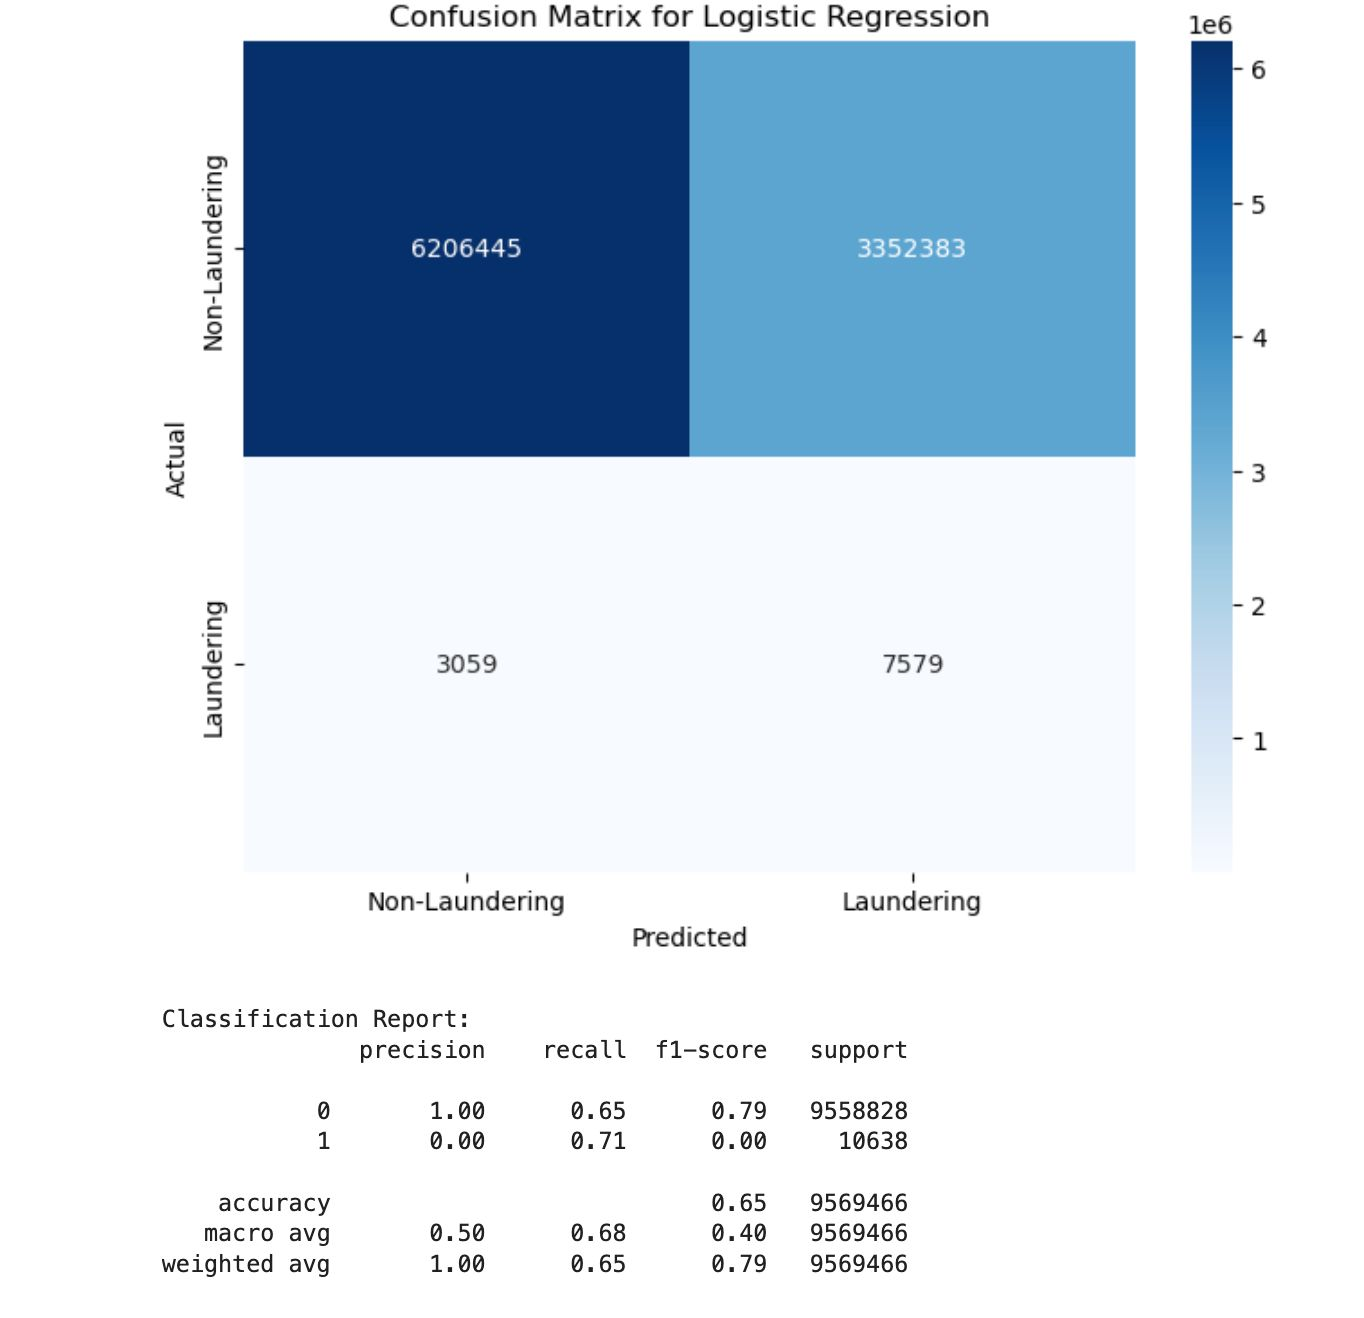 Confusion Matrix for Logistic Regression
1e6
6
5
4
3
2
1
Actual
Non-Laundering
6206445 3352383
Laundering
3059 7579
Non-Laundering Laundering
Predicted
Classification Report:
precision recall f1-score support
0 1.00 0.65 0.79 9558828
1 0.00 0.71 0.00 10638
accuracy 0.65 9569466
macro avg 0.50 0.68 0.40 9569466
weighted avg 1.00 0.65 0.79 9569466